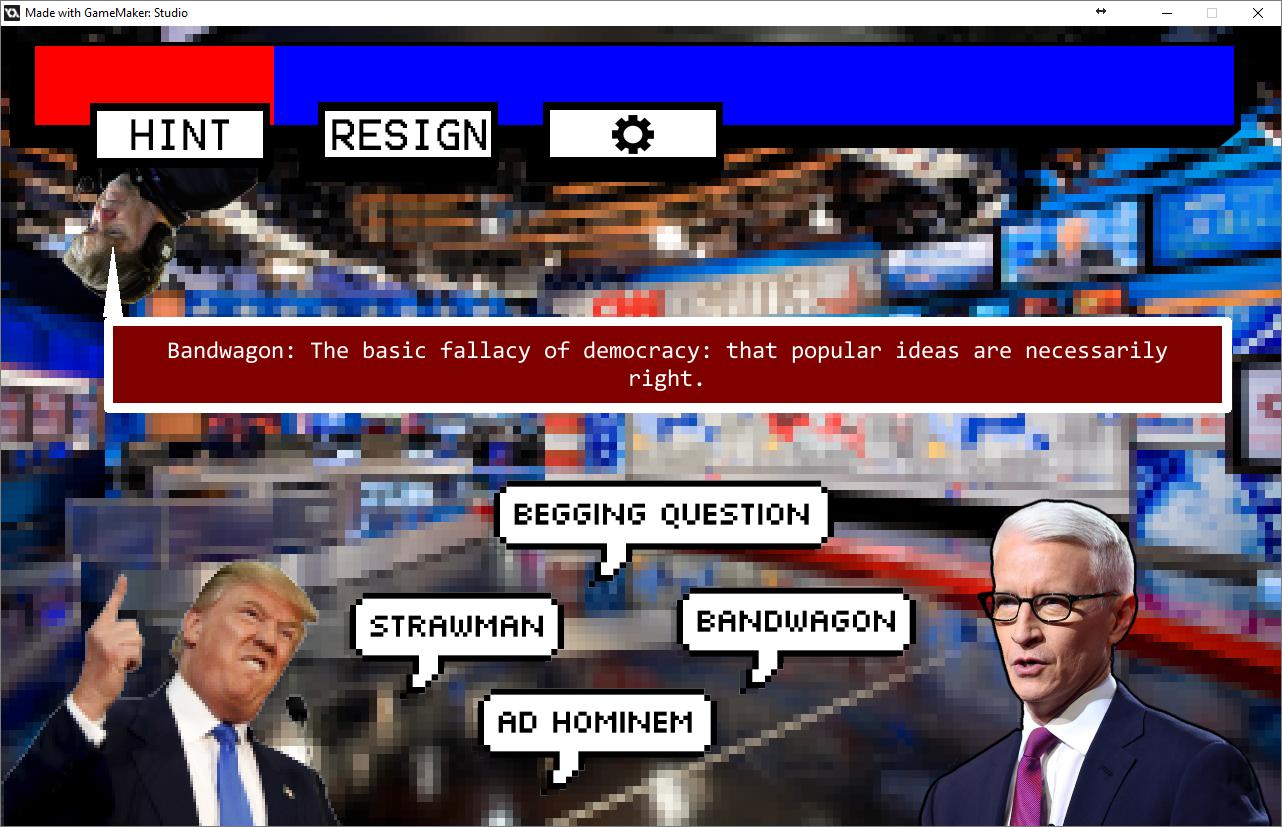 Made with GameMaker: Studio
HINT
RESIGN
Bandwagon: The basic fallacy of democracy: that popular ideas are necessarily
right.
BEGGING QUESTION
STRAWMAN
BANDWAGON
AD HOMINEM